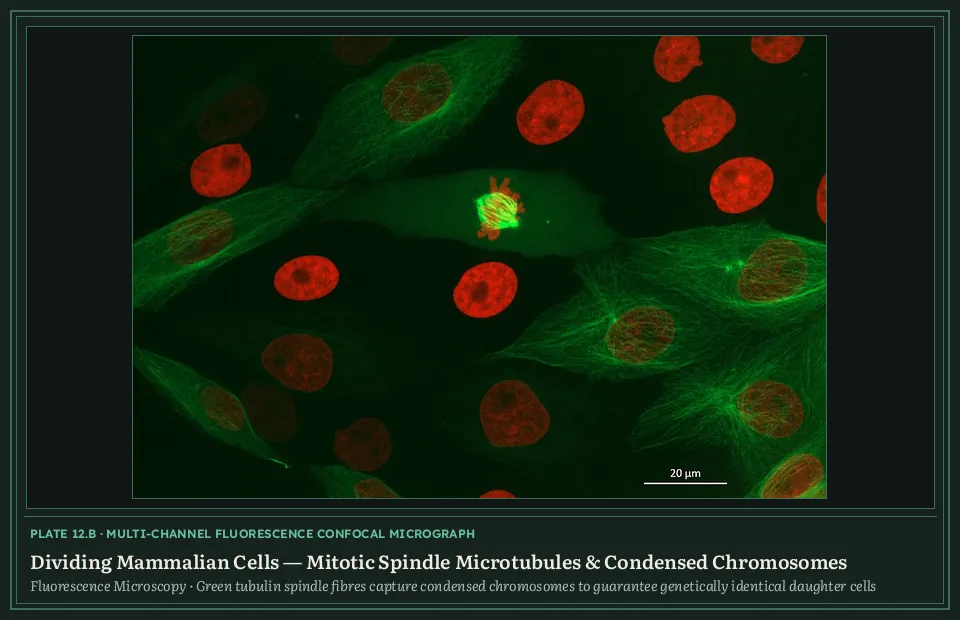 20 µm
PLATE 12.B · MULTI-CHANNEL FLUORESCENCE CONFOCAL MICROGRAPH
Dividing Mammalian Cells — Mitotic Spindle Microtubules & Condensed Chromosomes
Fluorescence Microscopy · Green tubulin spindle fibres capture condensed chromosomes to guarantee genetically identical daughter cells